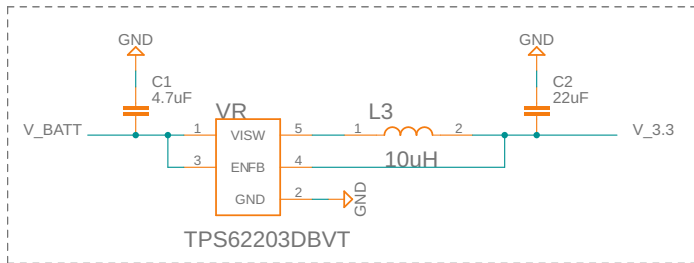 GND
GND
C1
4.7uF
C2
22uF
VR
L3
V_BATT
1
VISW
5
1
2
V_3.3
3
ENFB
4
10uH
GND
2
GND
TPS62203DBVT